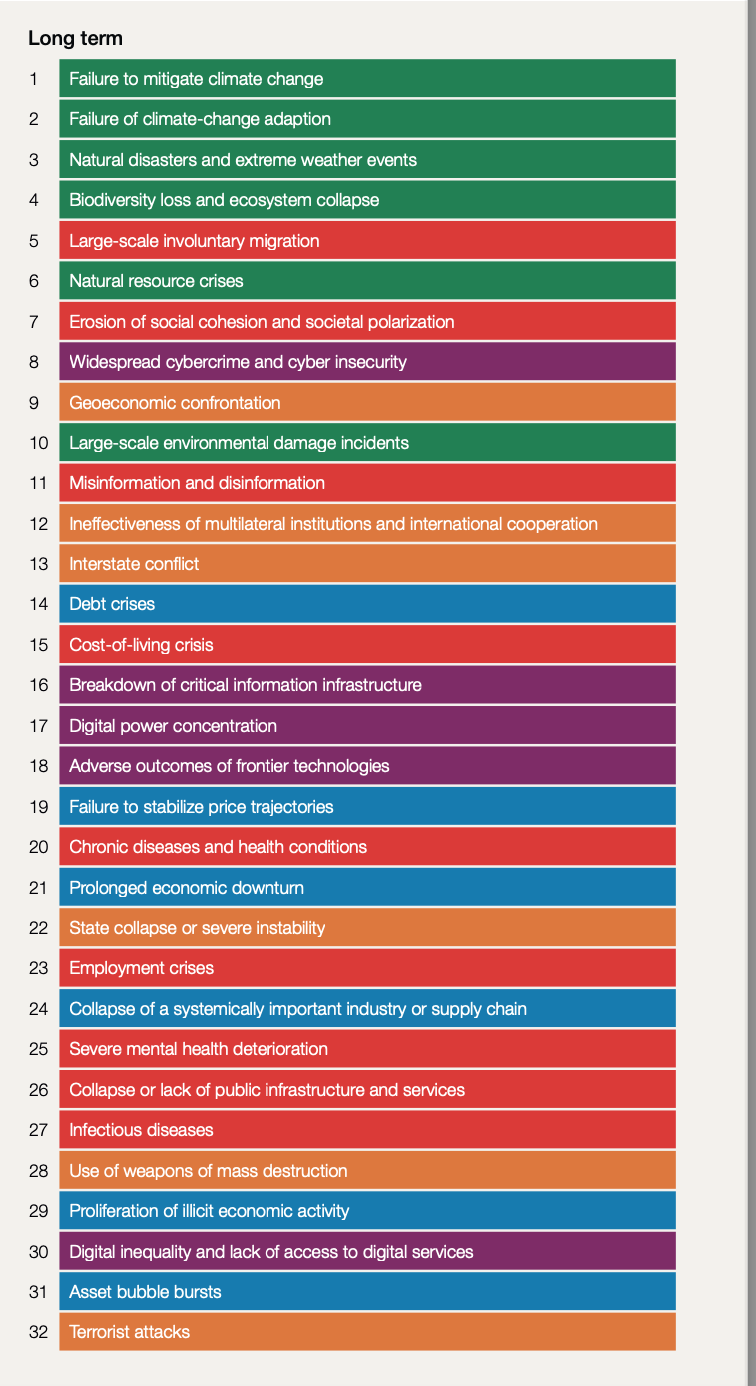 Long term
1 Failure to mitigate climate change
2 Failure of climate-change adaption
3 Natural disasters and extreme weather events
4 Biodiversity loss and ecosystem collapse
5 Large-scale involuntary migration
6 Natural resource crises
7 Erosion of social cohesion and societal polarization
8 Widespread cybercrime and cyber insecurity
9 Geoeconomic confrontation
10 Large-scale environmental damage incidents
11 Misinformation and disinformation
12 Ineffectiveness of multilateral institutions and international cooperation
13 Interstate conflict
14 Debt crises
15 Cost-of-living crisis
16 Breakdown of critical information infrastructure
17 Digital power concentration
18 Adverse outcomes of frontier technologies
19 Failure to stabilize price trajectories
20 Chronic diseases and health conditions
21 Prolonged economic downturn
22 State collapse or severe instability
23 Employment crises
24 Collapse of a systemically important industry or supply chain
25 Severe mental health deterioration
26 Collapse or lack of public infrastructure and services
27 Infectious diseases
28 Use of weapons of mass destruction
29 Proliferation of illicit economic activity
30 Digital inequality and lack of access to digital services
31 Asset bubble bursts
32 Terrorist attacks